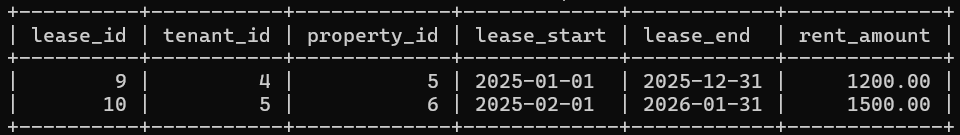 +----------+-----------+-------------+-------------+------------+-------------+
| lease_id | tenant_id | property_id | lease_start | lease_end  | rent_amount |
+----------+-----------+-------------+-------------+------------+-------------+
|        9 |         4 |           5 | 2025-01-01  | 2025-12-31 |     1200.00 |
|       10 |         5 |           6 | 2025-02-01  | 2026-01-31 |     1500.00 |
+----------+-----------+-------------+-------------+------------+-------------+